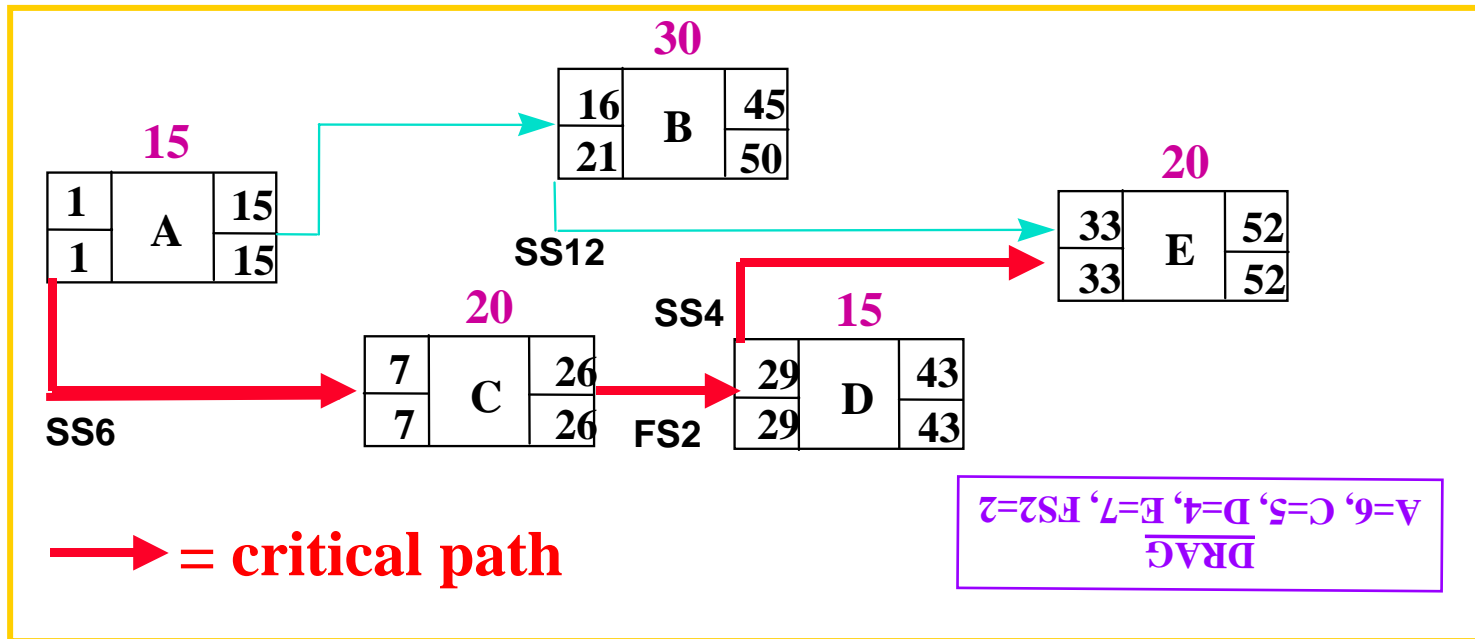 30
16 B 45
21 50
15
1 A 15
1 15
20
33 E 52
33 52
SS12
SS4
20
7 C 26
7 26
15
29 D 43
29 43
SS6
FS2
= critical path
DRAG
A=6, C=5, D=4, E=7, FS2=2